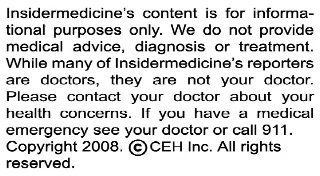 Insidermedicine's content is for informa-
tional purposes only. We do not provide
medical advice, diagnosis or treatment.
While many of Insidermedicine's reporters
are doctors, they are not your doctor.
Please contact your doctor about your
health concerns. If you have a medical
emergency see your doctor or call 911.
Copyright 2008. ©CEH Inc. All rights
reserved.